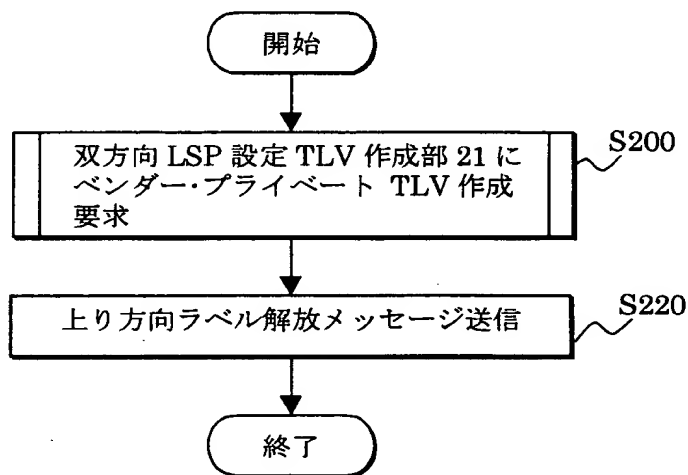 開始
双方向 LSP 設定 TLV 作成部 21 に
ベンダー・プライベート TLV 作成
要求
S200
上り方向ラベル解放メッセージ送信
S220
終了